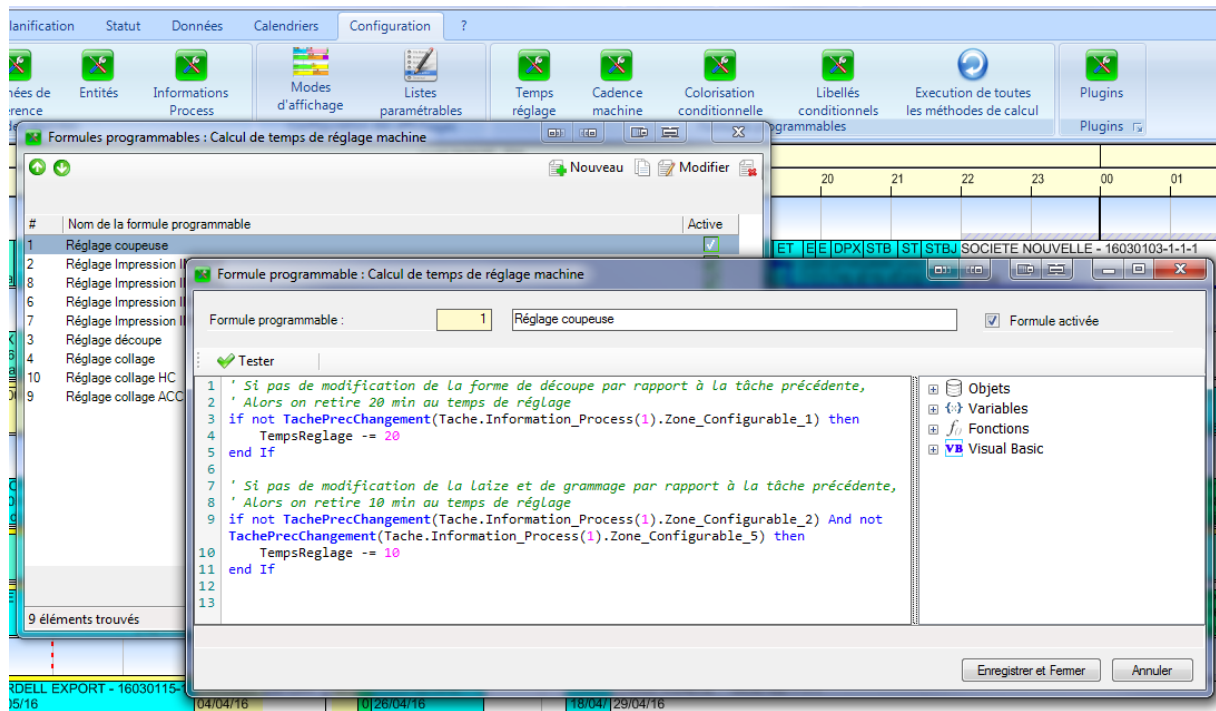 lanification Statut Données Calendriers Configuration ?
nées de Entités Informations Modes Listes Temps Cadence Colorisation Libellés Execution de toutes Plugins
rence Process d'affichage paramétrables réglage machine conditionnelle conditionnels les méthodes de calcul
grammables Plugins
Formules programmables : Calcul de temps de réglage machine
Nouveau Modifier
20 21 22 23 00 01
# Nom de la formule programmable Active
1 Réglage coupeuse
ET E E DPX STB ST STBJ SOCIETE NOUVELLE - 16030103-1-1-1
2 Réglage Impression II
8 Réglage Impression II
6 Réglage Impression II
7 Réglage Impression II
3 Réglage découpe
4 Réglage collage
10 Réglage collage HC
9 Réglage collage ACC
9 éléments trouvés
Formule programmable : Calcul de temps de réglage machine
Formule programmable : 1 Réglage coupeuse Formule activée
Tester
1 ' Si pas de modification de la forme de découpe par rapport à la tâche précédente,
2 ' Alors on retire 20 min au temps de réglage
3 if not TachePrecChangement(Tache.Information_Process(1).Zone_Configurable_1) then
4 TempsReglage -= 20
5 end If
6
7 ' Si pas de modification de la laize et de grammage par rapport à la tâche précédente,
8 ' Alors on retire 10 min au temps de réglage
9 if not TachePrecChangement(Tache.Information_Process(1).Zone_Configurable_2) And not
TachePrecChangement(Tache.Information_Process(1).Zone_Configurable_5) then
10 TempsReglage -= 10
11 end If
12
13
Objets
Variables
Fonctions
VB Visual Basic
Enregistrer et Fermer Annuler
RDELL EXPORT - 16030115-1
05/16 04/04/16 0 26/04/16 18/04/ 29/04/16